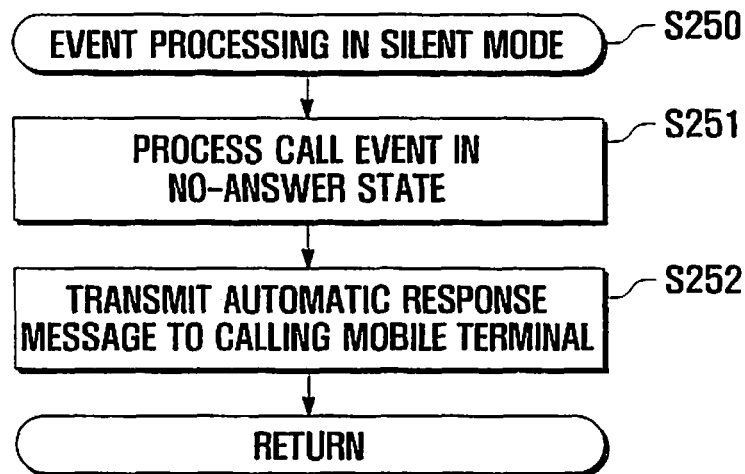 EVENT PROCESSING IN SILENT MODE
S250
PROCESS CALL EVENT IN
NO-ANSWER STATE
S251
TRANSMIT AUTOMATIC RESPONSE
MESSAGE TO CALLING MOBILE TERMINAL
S252
RETURN